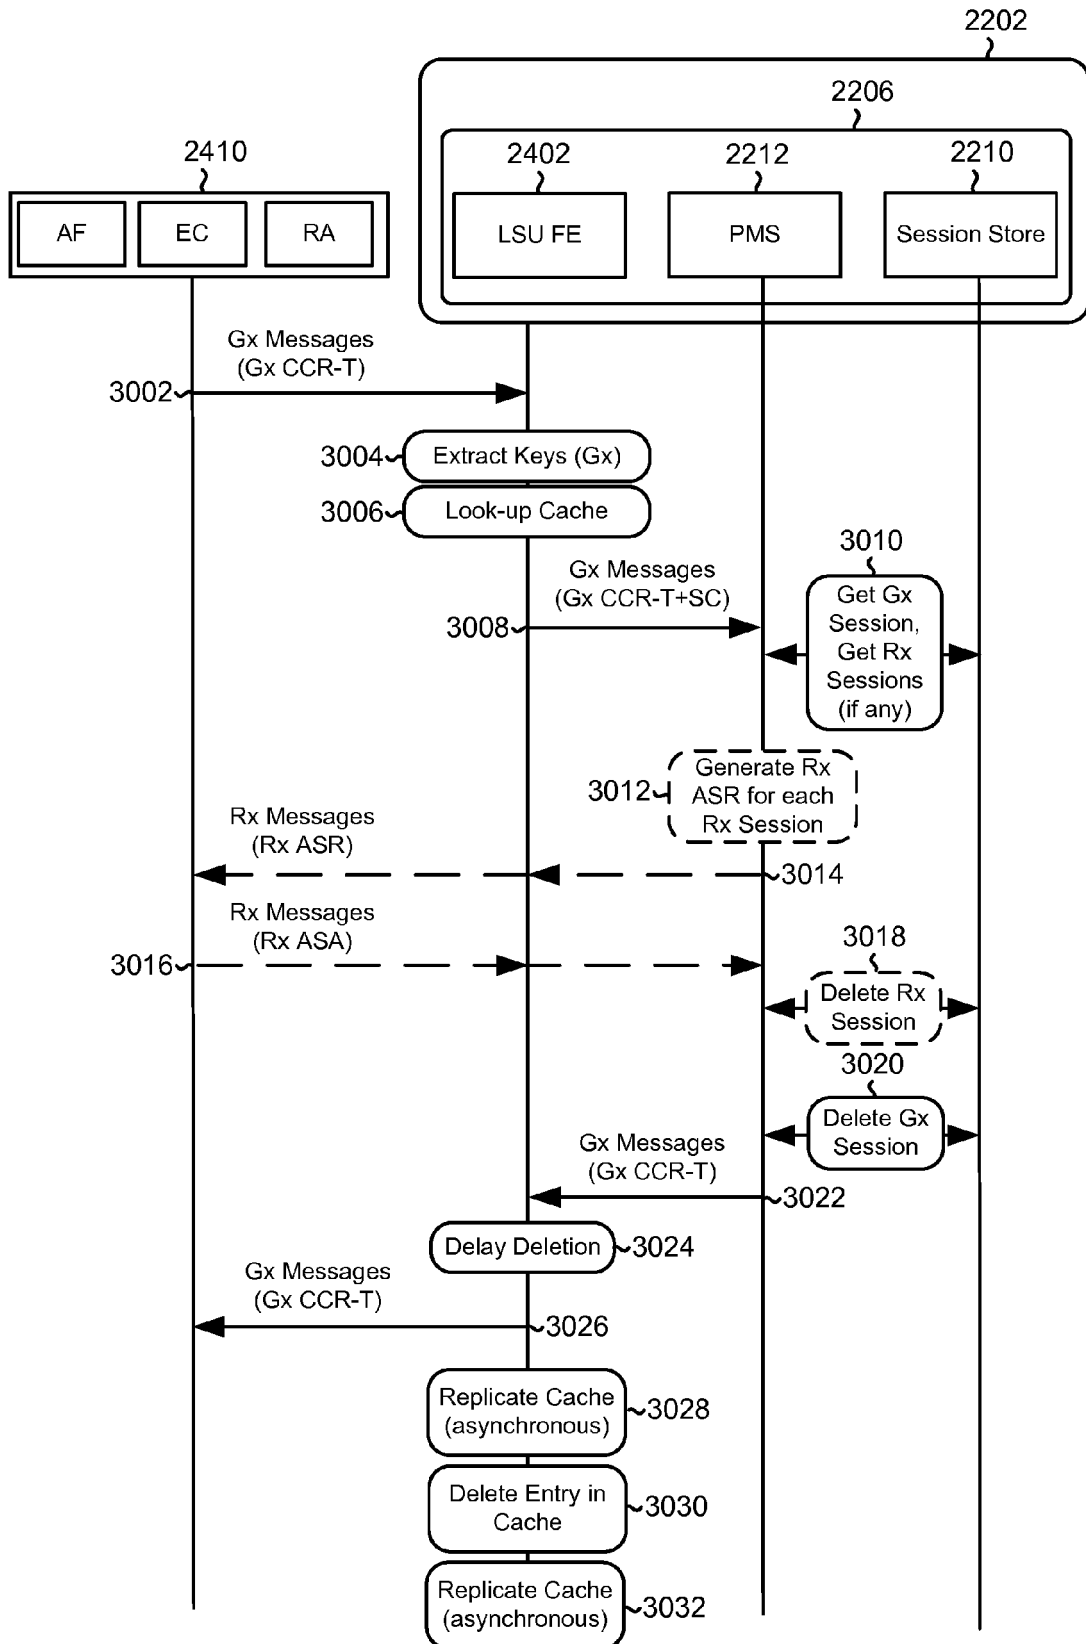 2202
2206
2410
2402
2212
2210
AF
EC
RA
LSU FE
PMS
Session Store
Gx Messages
(Gx CCR-T)
3002
3004
Extract Keys (Gx)
3006
Look-up Cache
3010
Gx Messages
(Gx CCR-T+SC)
3008
Get Gx
Session,
Get Rx
Sessions
(if any)
3012
Generate Rx
ASR for each
Rx Session
Rx Messages
(Rx ASR)
3014
Rx Messages
(Rx ASA)
3016
3018
Delete Rx
Session
3020
Delete Gx
Session
Gx Messages
(Gx CCR-T)
3022
Delay Deletion
3024
Gx Messages
(Gx CCR-T)
3026
Replicate Cache
(asynchronous)
3028
Delete Entry in
Cache
3030
Replicate Cache
(asynchronous)
3032